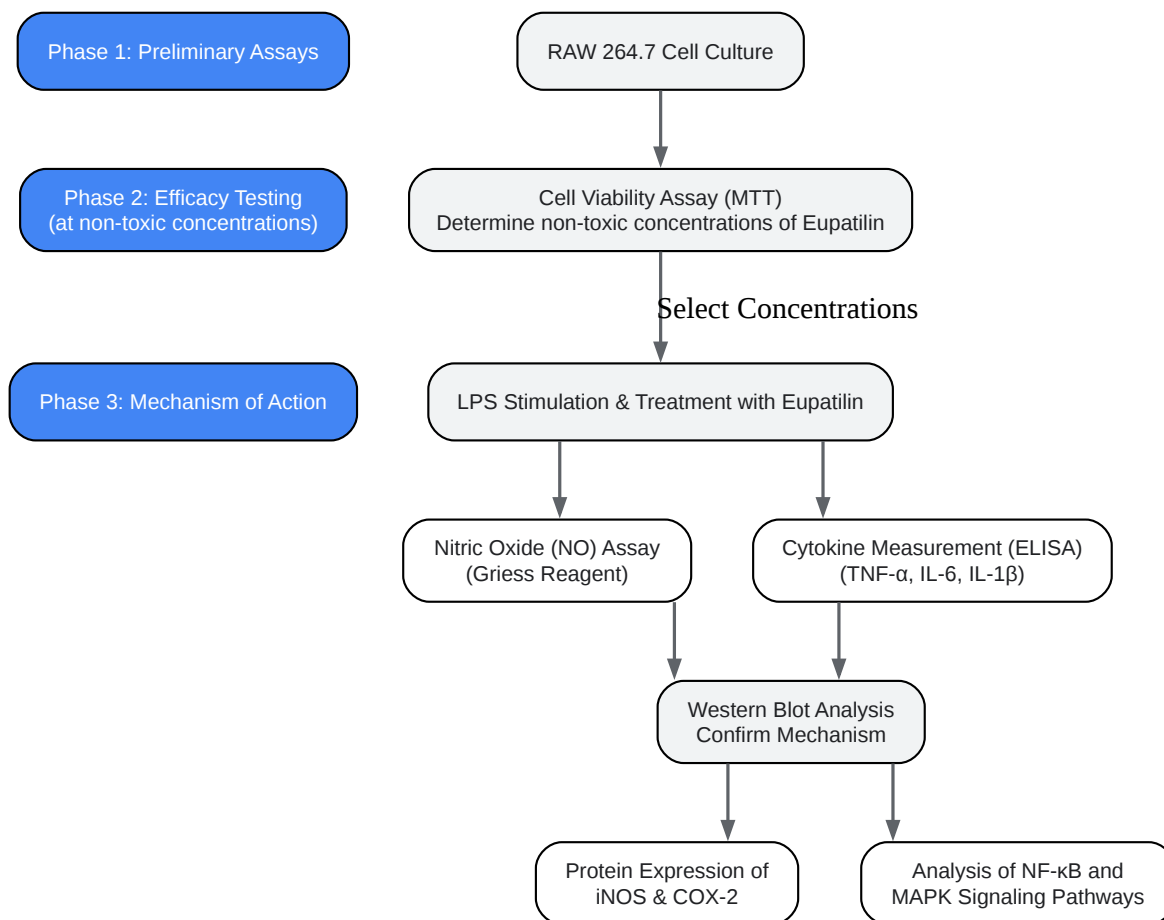 Phase 1: Preliminary Assays
RAW 264.7 Cell Culture
Phase 2: Efficacy Testing
(at non-toxic concentrations)
Cell Viability Assay (MTT)
Determine non-toxic concentrations of Eupatilin
Select Concentrations
Phase 3: Mechanism of Action
LPS Stimulation & Treatment with Eupatilin
Nitric Oxide (NO) Assay
(Griess Reagent)
Cytokine Measurement (ELISA)
(TNF-α, IL-6, IL-1β)
Western Blot Analysis
Confirm Mechanism
Protein Expression of
iNOS & COX-2
Analysis of NF-κB and
MAPK Signaling Pathways